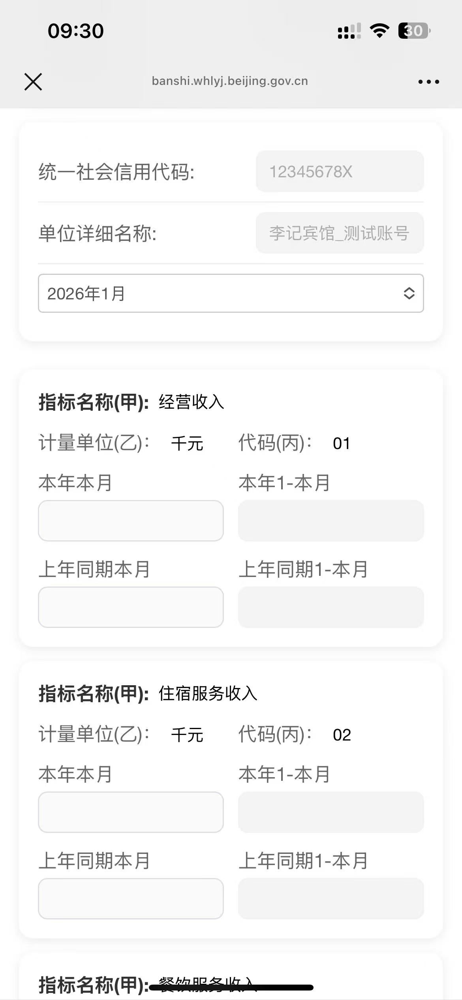 09:30
30
banshi.whlyj.beijing.gov.cn
统一社会信用代码: 12345678X
单位详细名称: 李记宾馆_测试账号
2026年1月
指标名称(甲): 经营收入
计量单位(乙): 千元 代码(丙): 01
本年本月 本年1-本月
上年同期本月 上年同期1-本月
指标名称(甲): 住宿服务收入
计量单位(乙): 千元 代码(丙): 02
本年本月 本年1-本月
上年同期本月 上年同期1-本月
指标名称(甲): 餐饮服务收入